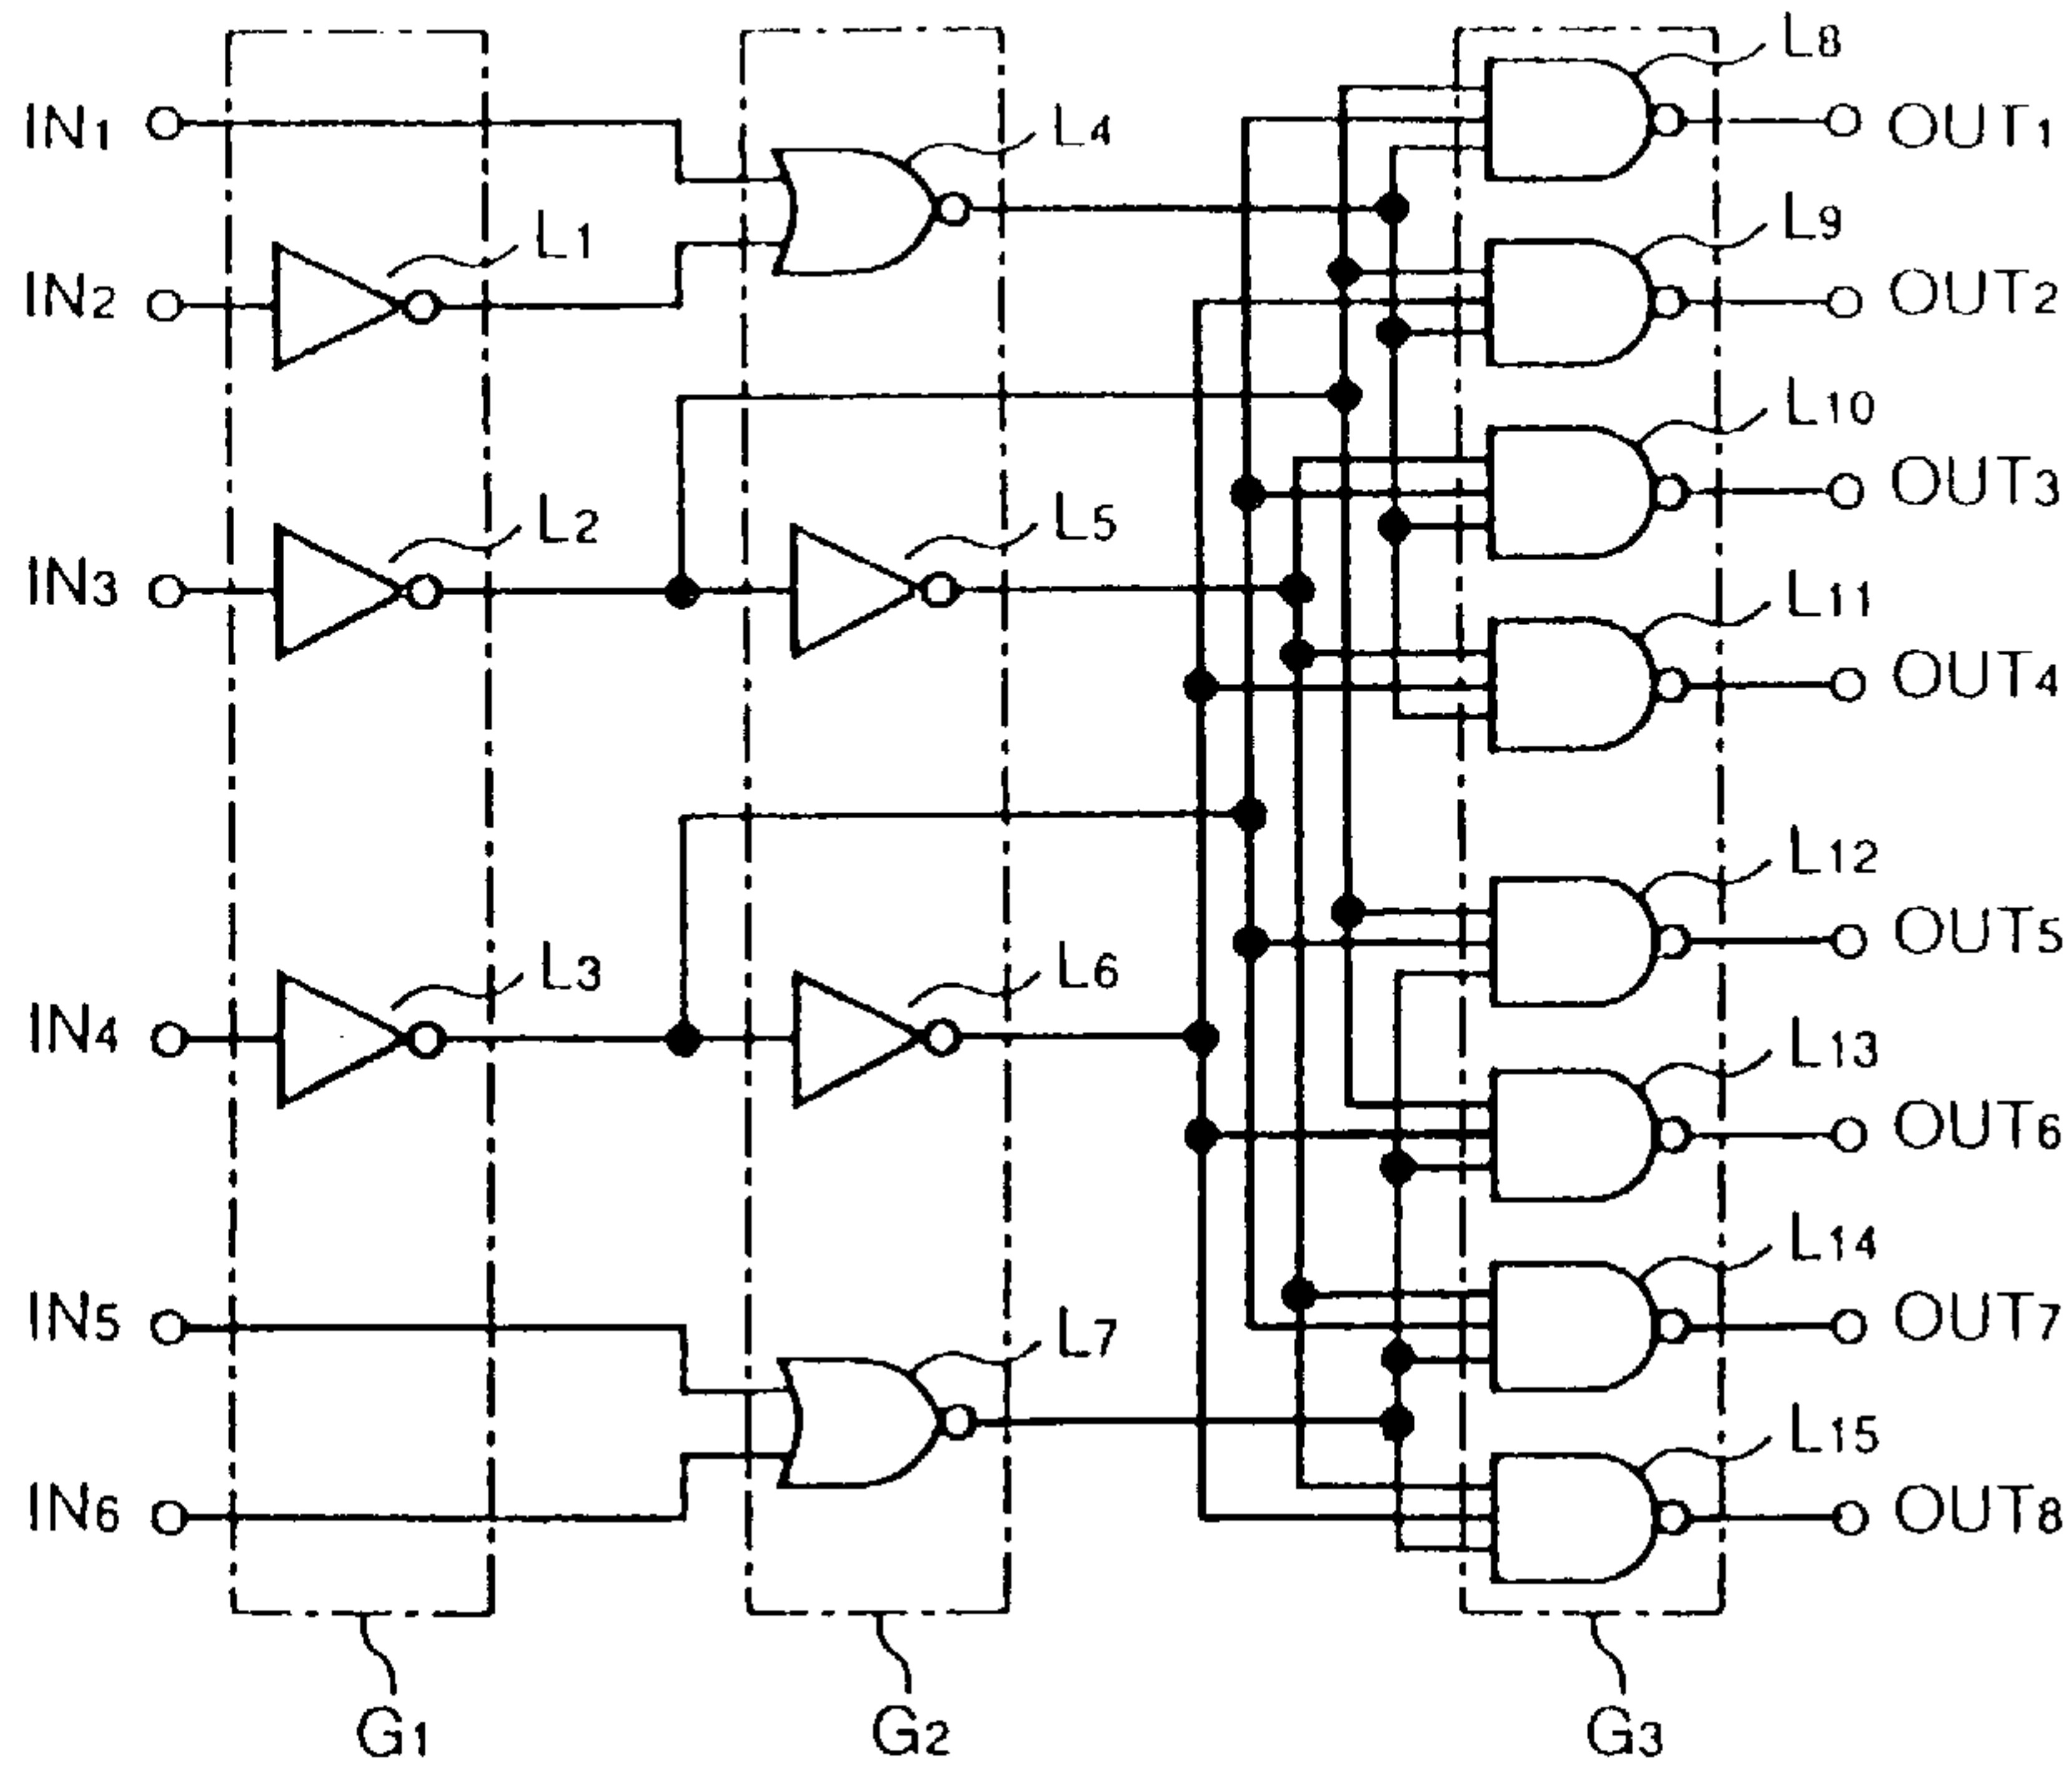 L8
IN1
OUT1
L4
L9
L1
IN2
OUT2
L10
OUT3
L2
L5
IN3
L11
OUT4
L12
OUT5
L3
L6
IN4
L13
OUT6
L14
IN5
OUT7
L7
L15
IN6
OUT8
G1
G2
G3